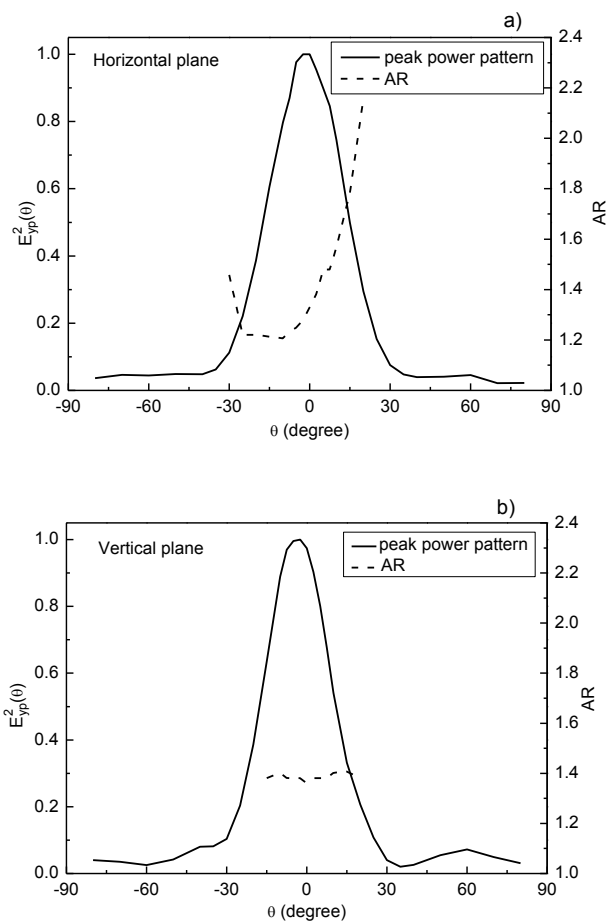 a)
Horizontal plane
peak power pattern
AR
1.0
0.8
0.6
0.4
0.2
0.0
E²yp(θ)
2.4
2.2
2.0
1.8
1.6
1.4
1.2
1.0
AR
-90 -60 -30 0 30 60 90
θ (degree)
b)
Vertical plane
peak power pattern
AR
1.0
0.8
0.6
0.4
0.2
0.0
E²yp(θ)
2.4
2.2
2.0
1.8
1.6
1.4
1.2
1.0
AR
-90 -60 -30 0 30 60 90
θ (degree)